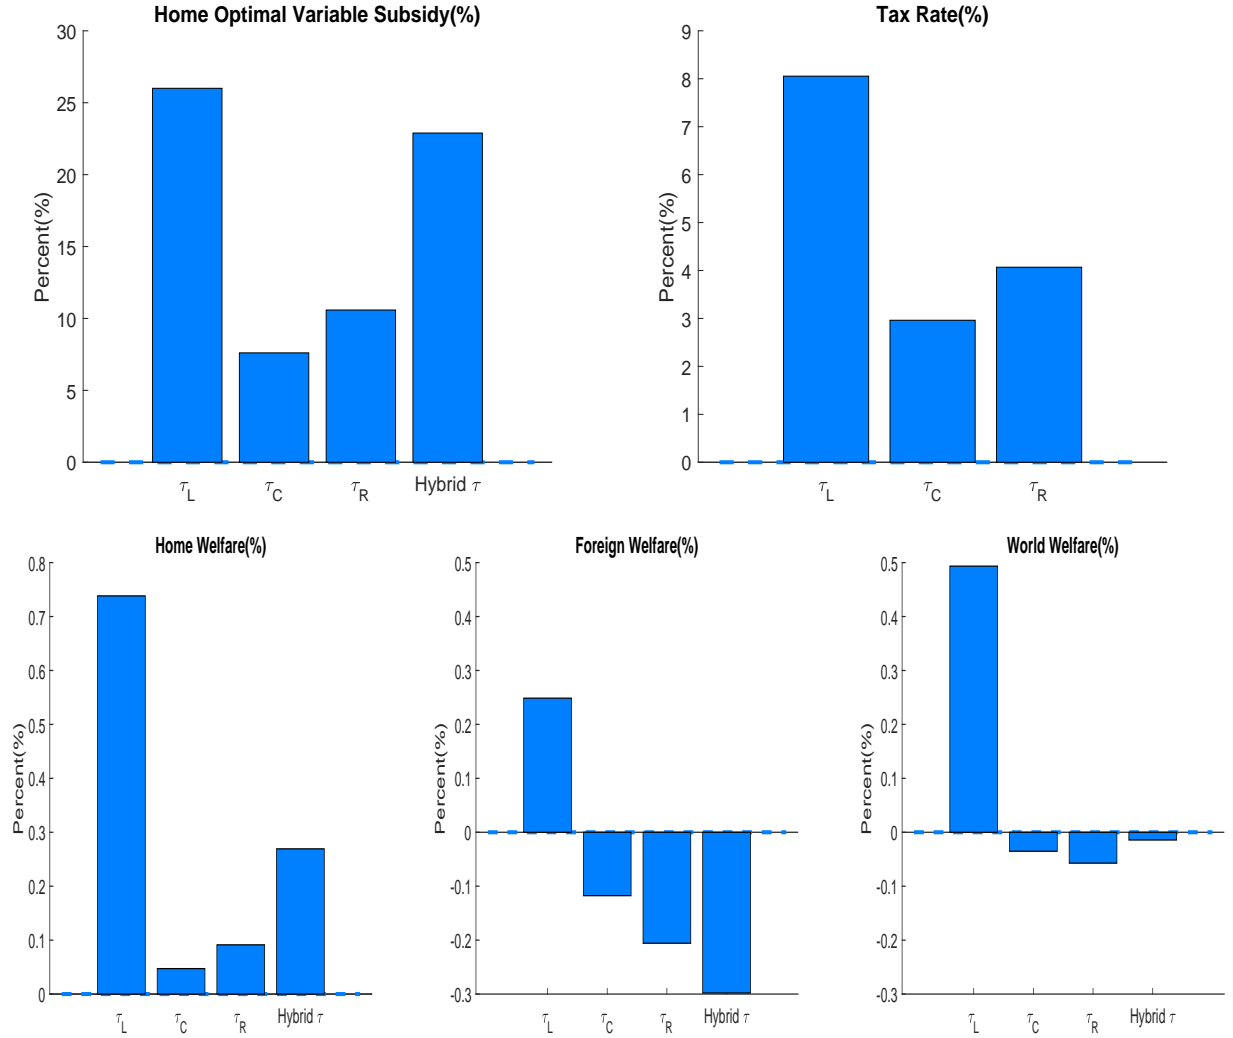 Home Optimal Variable Subsidy(%)
Percent(%)
30
25
20
15
10
5
0
τL
τC
τR
Hybrid τ
Tax Rate(%)
Percent(%)
9
8
7
6
5
4
3
2
1
0
τL
τC
τR
Home Welfare(%)
Percent(%)
0.8
0.7
0.6
0.5
0.4
0.3
0.2
0.1
0
τL
τC
τR
Hybrid τ
Foreign Welfare(%)
Percent(%)
0.5
0.4
0.3
0.2
0.1
0
-0.1
-0.2
-0.3
τL
τC
τR
Hybrid τ
World Welfare(%)
Percent(%)
0.5
0.4
0.3
0.2
0.1
0
-0.1
-0.2
-0.3
τL
τC
τR
Hybrid τ